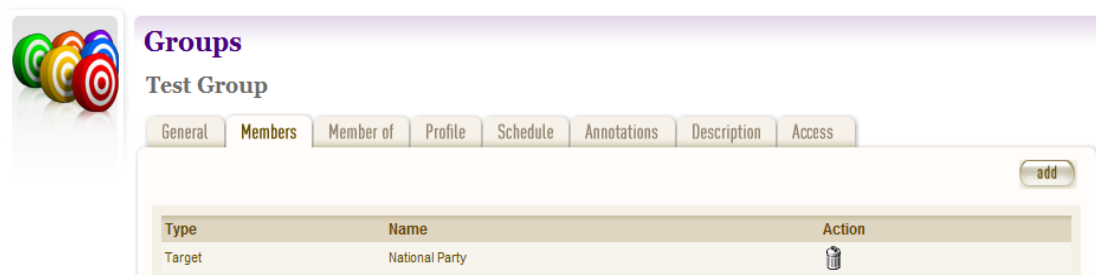 Groups
Test Group
General Members Member of Profile Schedule Annotations Description Access
add
Type Name Action
Target National Party